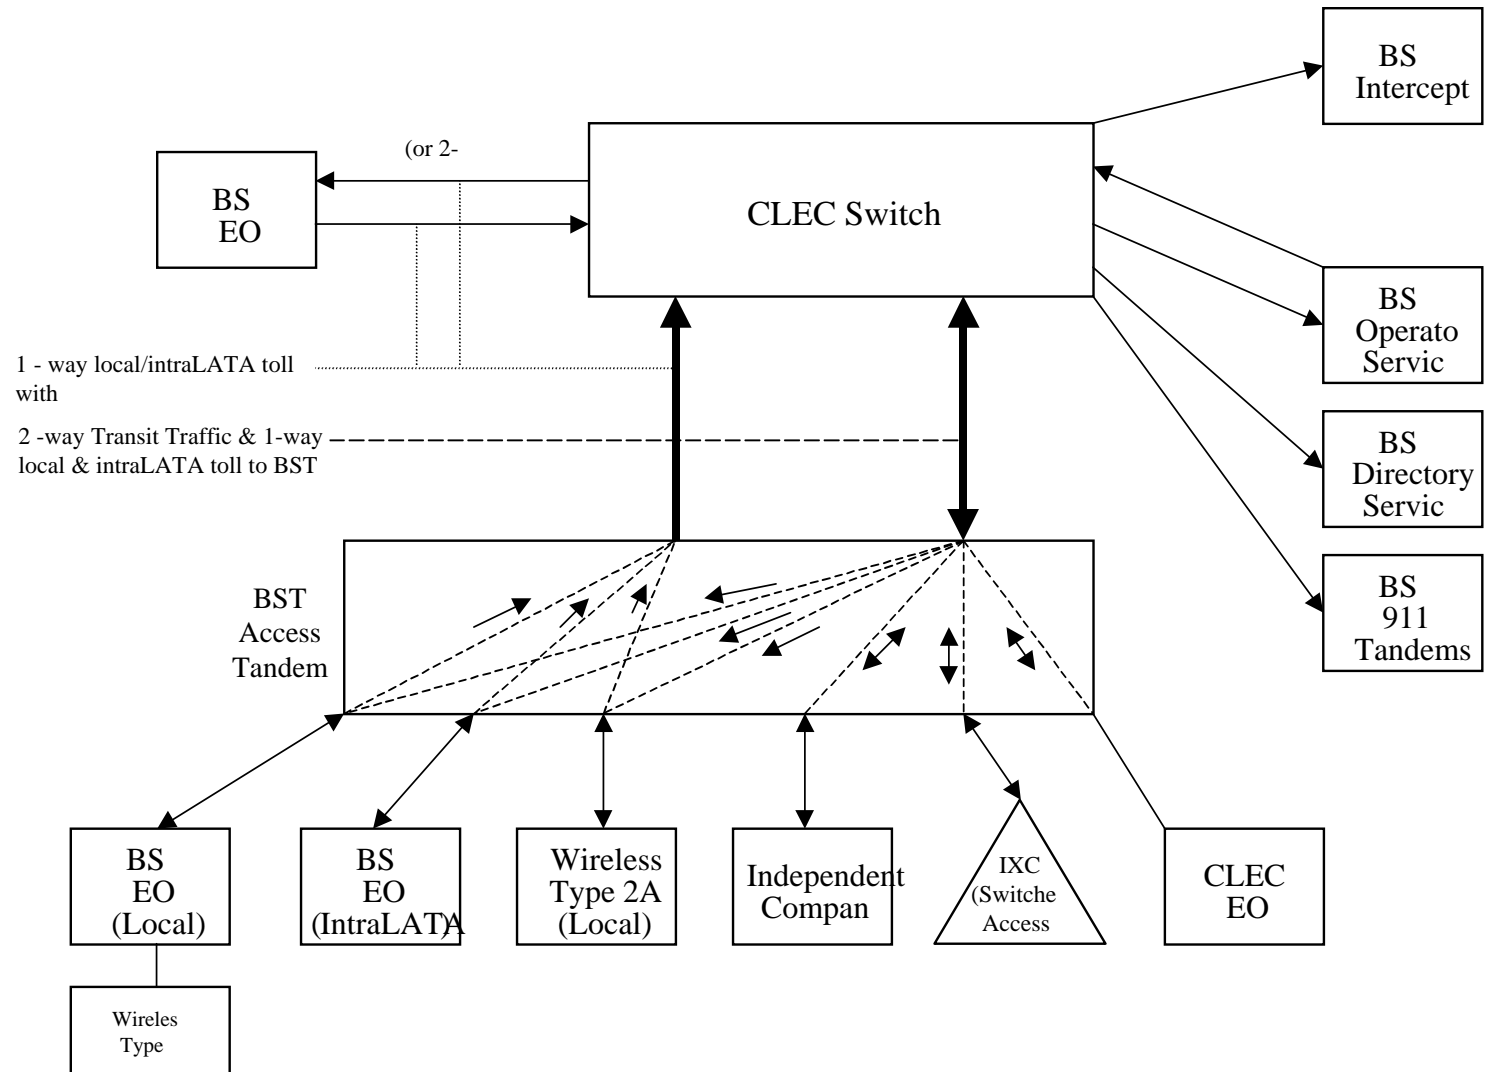 BS
Intercept
(or 2-
BS
EO
CLEC Switch
BS
Operato
Servic
1 - way local/intraLATA toll
with
2 -way Transit Traffic & 1-way
local & intraLATA toll to BST
BS
Directory
Servic
BST
Access
Tandem
BS
911
Tandems
BS
EO
(Local)
BS
EO
(IntraLATA)
Wireless
Type 2A
(Local)
Independent
Compan
IXC
(Switche
Access
CLEC
EO
Wireles
Type